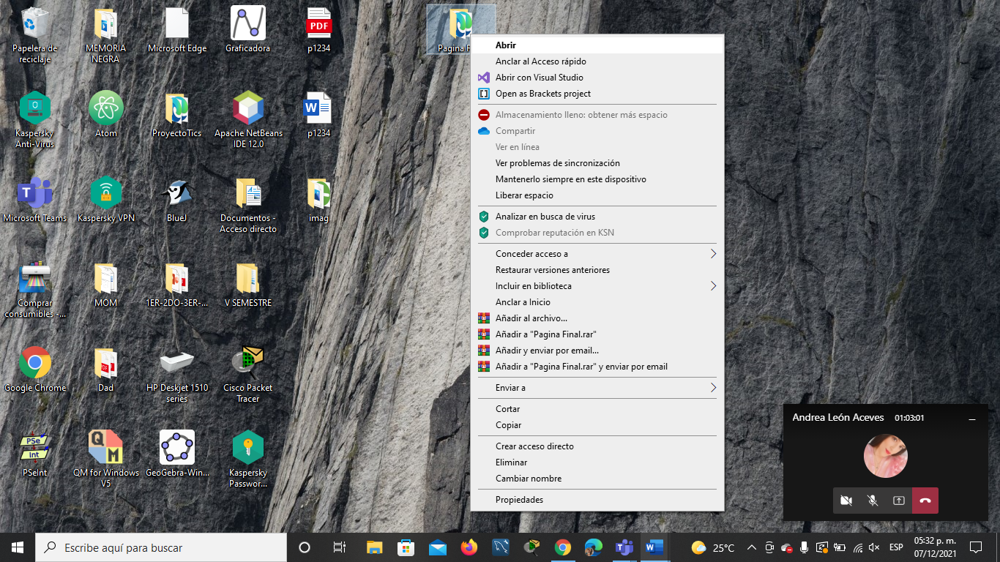 Papelera de
reciclaje
MEMORIA
NEGRA
Microsoft Edge
Graficadora
PDF
p1234
Pagina F
Kaspersky
Anti-Virus
Atom
ProyectoTics
Apache NetBeans
IDE 12.0
W
p1234
T
Microsoft Teams
Kaspersky VPN
BlueJ
Documentos -
Acceso directo
imag
Comprar
consumibles -...
MOM
1ER-2DO-3ER-...
V SEMESTRE
Google Chrome
Dad
HP Deskjet 1510
series
Cisco Packet
Tracer
PSe
Int
PSeInt
Q
M
QM for Windows
V5
GeoGebra-Win...
Kaspersky
Passwor...
Abrir
Anclar al Acceso rápido
Abrir con Visual Studio
Open as Brackets project
Almacenamiento lleno: obtener más espacio
Compartir
Ver en línea
Ver problemas de sincronización
Mantenerlo siempre en este dispositivo
Liberar espacio
Analizar en busca de virus
Comprobar reputación en KSN
Conceder acceso a
Restaurar versiones anteriores
Incluir en biblioteca
Anclar a Inicio
Añadir al archivo...
Añadir a "Pagina Final.rar"
Añadir y enviar por email...
Añadir a "Pagina Final.rar" y enviar por email
Enviar a
Cortar
Copiar
Crear acceso directo
Eliminar
Cambiar nombre
Propiedades
Andrea León Aceves 01:03:01
Escribe aquí para buscar
25°C
ESP
05:32 p. m.
07/12/2021